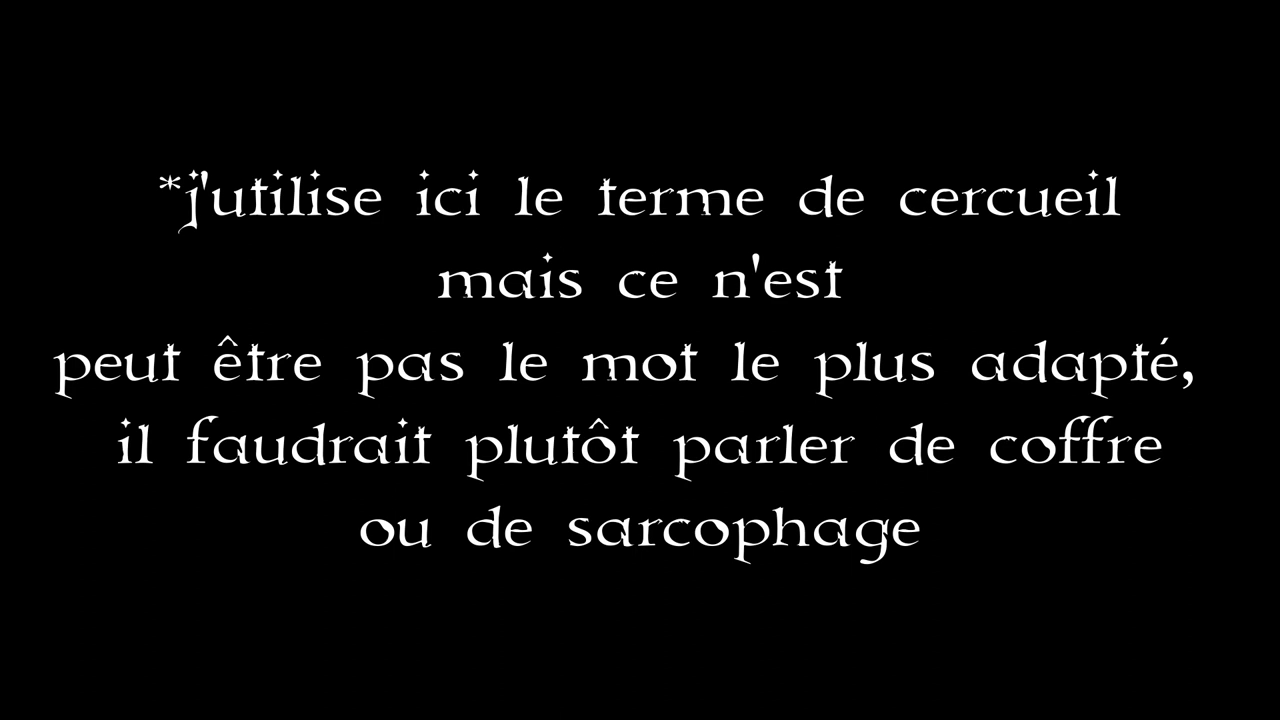 *j'utilise ici le terme de cercueil
mais ce n'est
peut être pas le mot le plus adapté,
il faudrait plutôt parler de coffre
ou de sarcophage